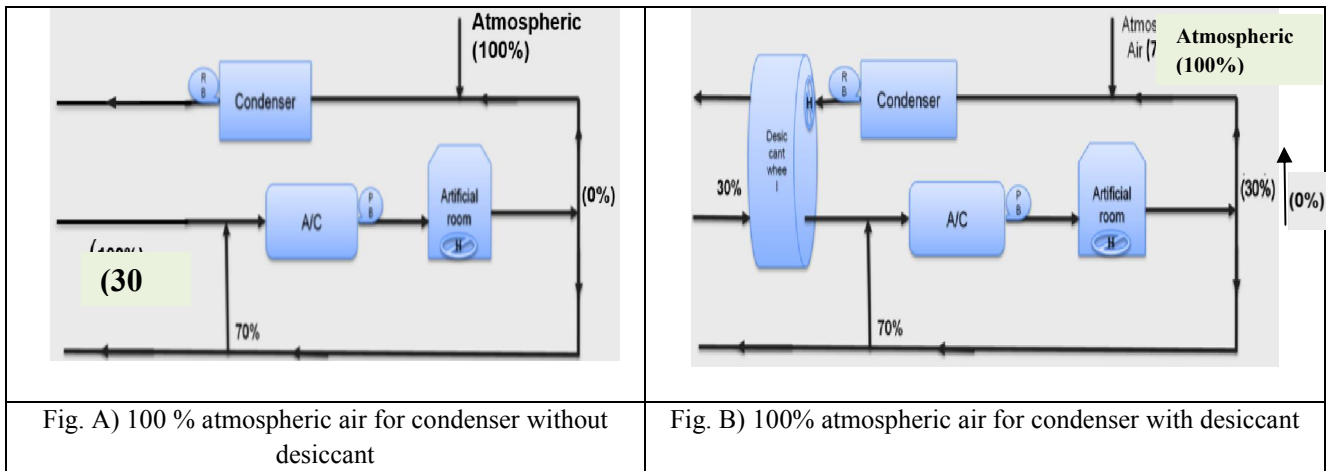 Atmospheric
(100%)
R
B
Condenser
(0%)
P
B
A/C
Artificial
room
H
(30
70%
Atmos
Air (7
Atmospheric
(100%)
R
B
Condenser
H
Desic
cant
whee
l
30%
P
B
A/C
Artificial
room
H
(30%)
(0%)
70%
Fig. A) 100 % atmospheric air for condenser without
desiccant
Fig. B) 100% atmospheric air for condenser with desiccant